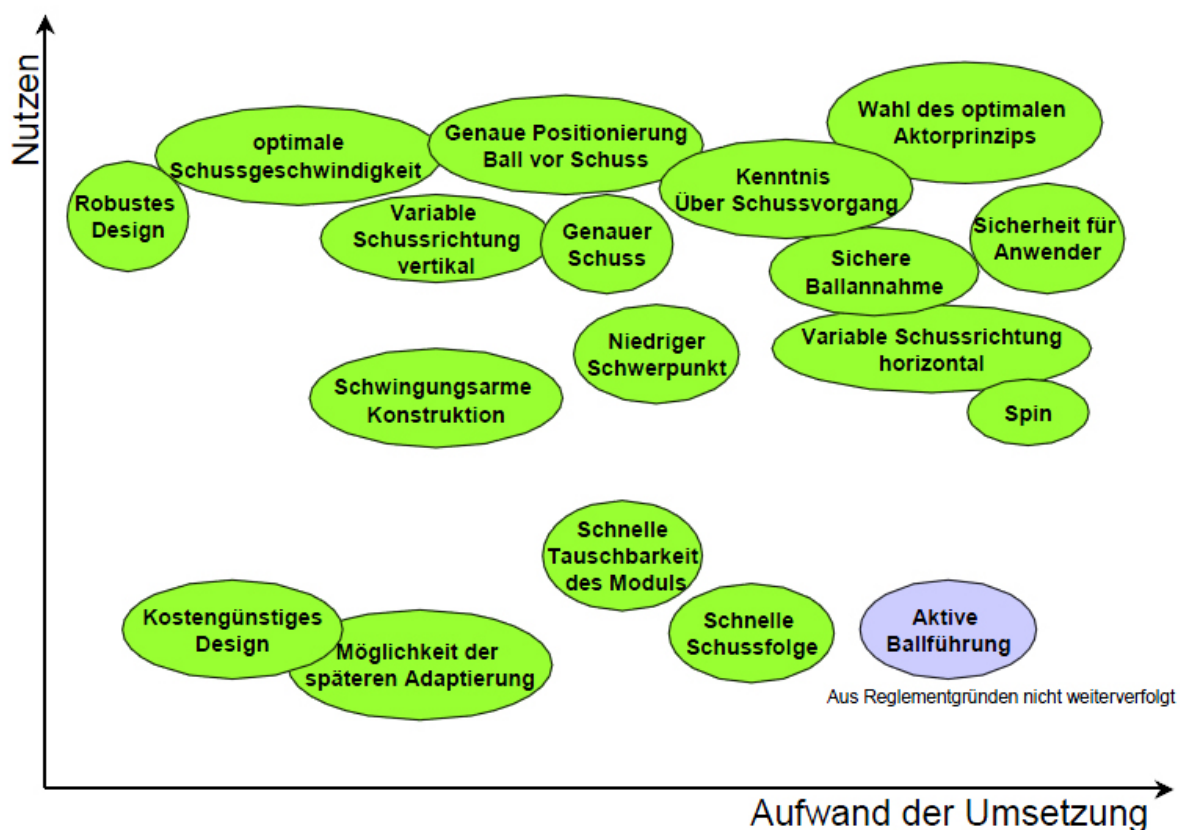 Nutzen
Wahl des optimalen
Aktorprinzips
optimale
Schussgeschwindigkeit
Genaue Positionierung
Ball vor Schuss
Kenntnis
Über Schussvorgang
Robustes
Design
Variable
Schussrichtung
vertikal
Genauer
Schuss
Sicherheit für
Anwender
Sichere
Ballannahme
Niedriger
Schwerpunkt
Variable Schussrichtung
horizontal
Schwingungsarme
Konstruktion
Spin
Schnelle
Tauschbarkeit
des Moduls
Kostengünstiges
Design
Möglichkeit der
späteren Adaptierung
Schnelle
Schussfolge
Aktive
Ballführung
Aus Reglementgründen nicht weiterverfolgt
Aufwand der Umsetzung